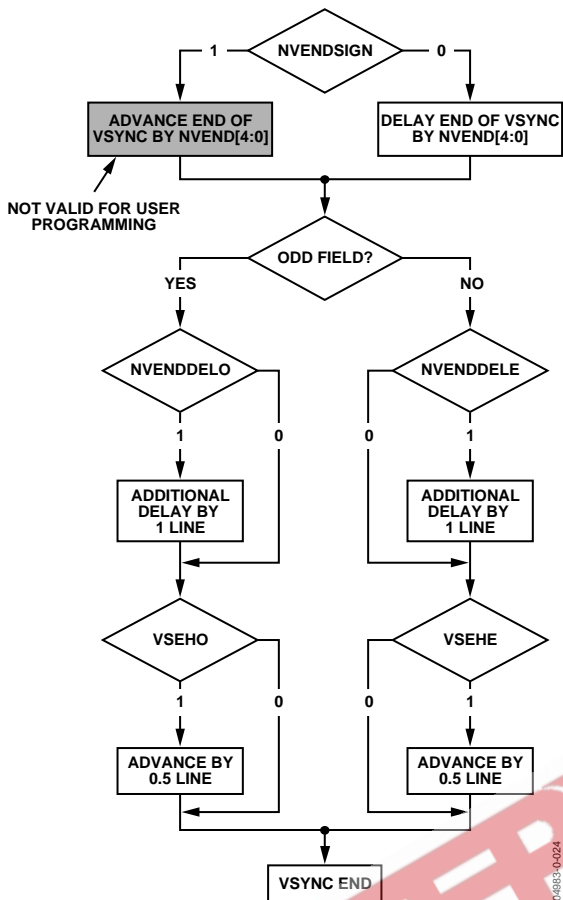 NVENDSIGN
1
0
ADVANCE END OF
VSYNC BY NVEND[4:0]
DELAY END OF VSYNC
BY NVEND[4:0]
NOT VALID FOR USER
PROGRAMMING
ODD FIELD?
YES
NO
NVENDDELO
NVENDDELE
1
0
0
1
ADDITIONAL
DELAY BY
1 LINE
ADDITIONAL
DELAY BY
1 LINE
VSEHO
VSEHE
1
0
0
1
ADVANCE BY
0.5 LINE
ADVANCE BY
0.5 LINE
VSYNC END
04983-0-024